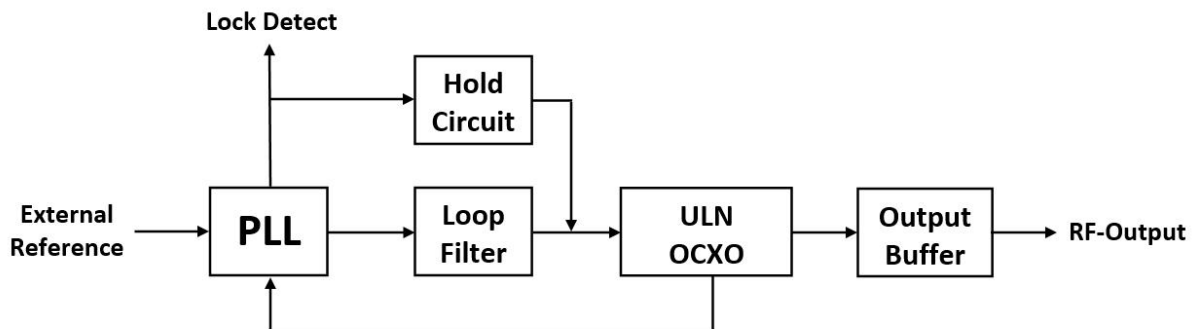 Lock Detect
Hold
Circuit
External
Reference
PLL
Loop
Filter
ULN
OCXO
Output
Buffer
RF-Output